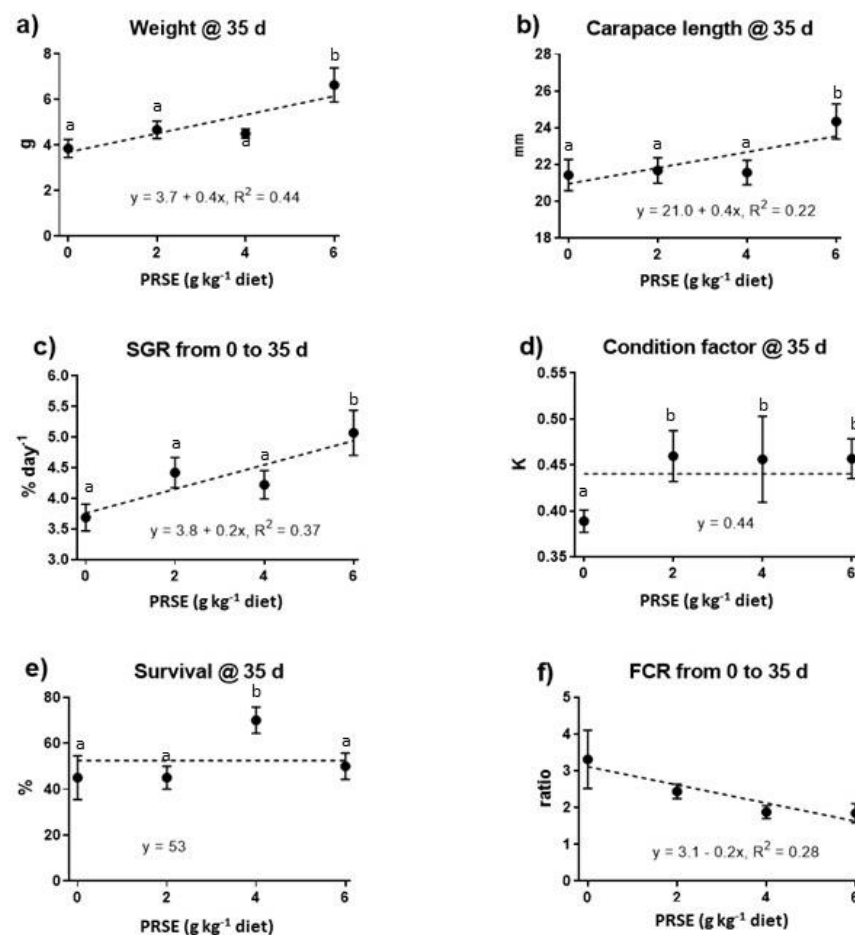 a) Weight @ 35 d
8
6
4
2
0
g
a
a
a
b
y = 3.7 + 0.4x, R² = 0.44
0 2 4 6
PRSE (g kg⁻¹ diet)
b) Carapace length @ 35 d
28
26
24
22
20
18
mm
a
a
a
b
y = 21.0 + 0.4x, R² = 0.22
0 2 4 6
PRSE (g kg⁻¹ diet)
c) SGR from 0 to 35 d
6.0
5.5
5.0
4.5
4.0
3.5
3.0
% day⁻¹
a
a
a
b
y = 3.8 + 0.2x, R² = 0.37
0 2 4 6
PRSE (g kg⁻¹ diet)
d) Condition factor @ 35 d
0.55
0.50
0.45
0.40
0.35
K
a
b
b
b
y = 0.44
0 2 4 6
PRSE (g kg⁻¹ diet)
e) Survival @ 35 d
80
60
40
20
0
%
a
a
b
a
y = 53
0 2 4 6
PRSE (g kg⁻¹ diet)
f) FCR from 0 to 35 d
5
4
3
2
1
0
ratio
y = 3.1 - 0.2x, R² = 0.28
0 2 4 6
PRSE (g kg⁻¹ diet)